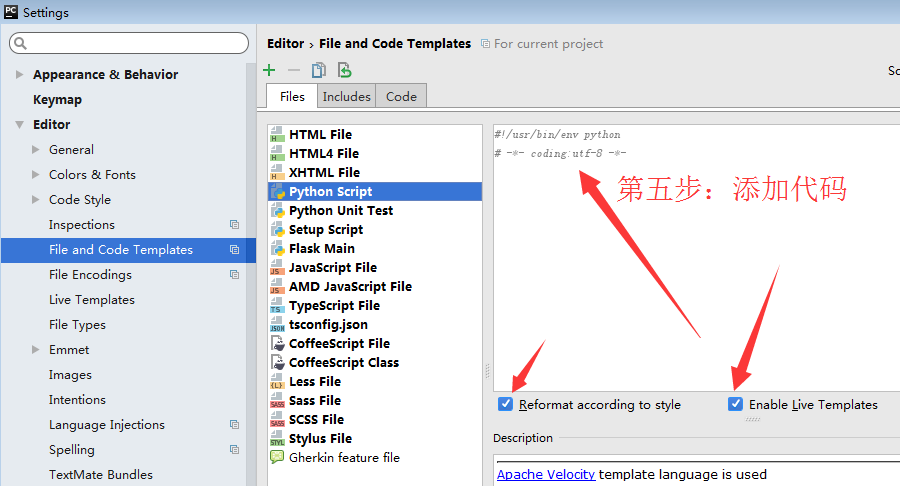 PC Settings
Editor › File and Code Templates For current project
Appearance & Behavior
Keymap
Editor
General
Colors & Fonts
Code Style
Inspections
File and Code Templates
File Encodings
Live Templates
File Types
Emmet
Images
Intentions
Language Injections
Spelling
TextMate Bundles
Sc
Files Includes Code
HTML File
HTML4 File
XHTML File
Python Script
Python Unit Test
Setup Script
Flask Main
JavaScript File
AMD JavaScript File
TypeScript File
tsconfig.json
CoffeeScript File
CoffeeScript Class
Less File
Sass File
SCSS File
Stylus File
Gherkin feature file
#!/usr/bin/env python
# -*- coding:utf-8 -*-
第五步：添加代码
Reformat according to style Enable Live Templates
Description
Apache Velocity template language is used